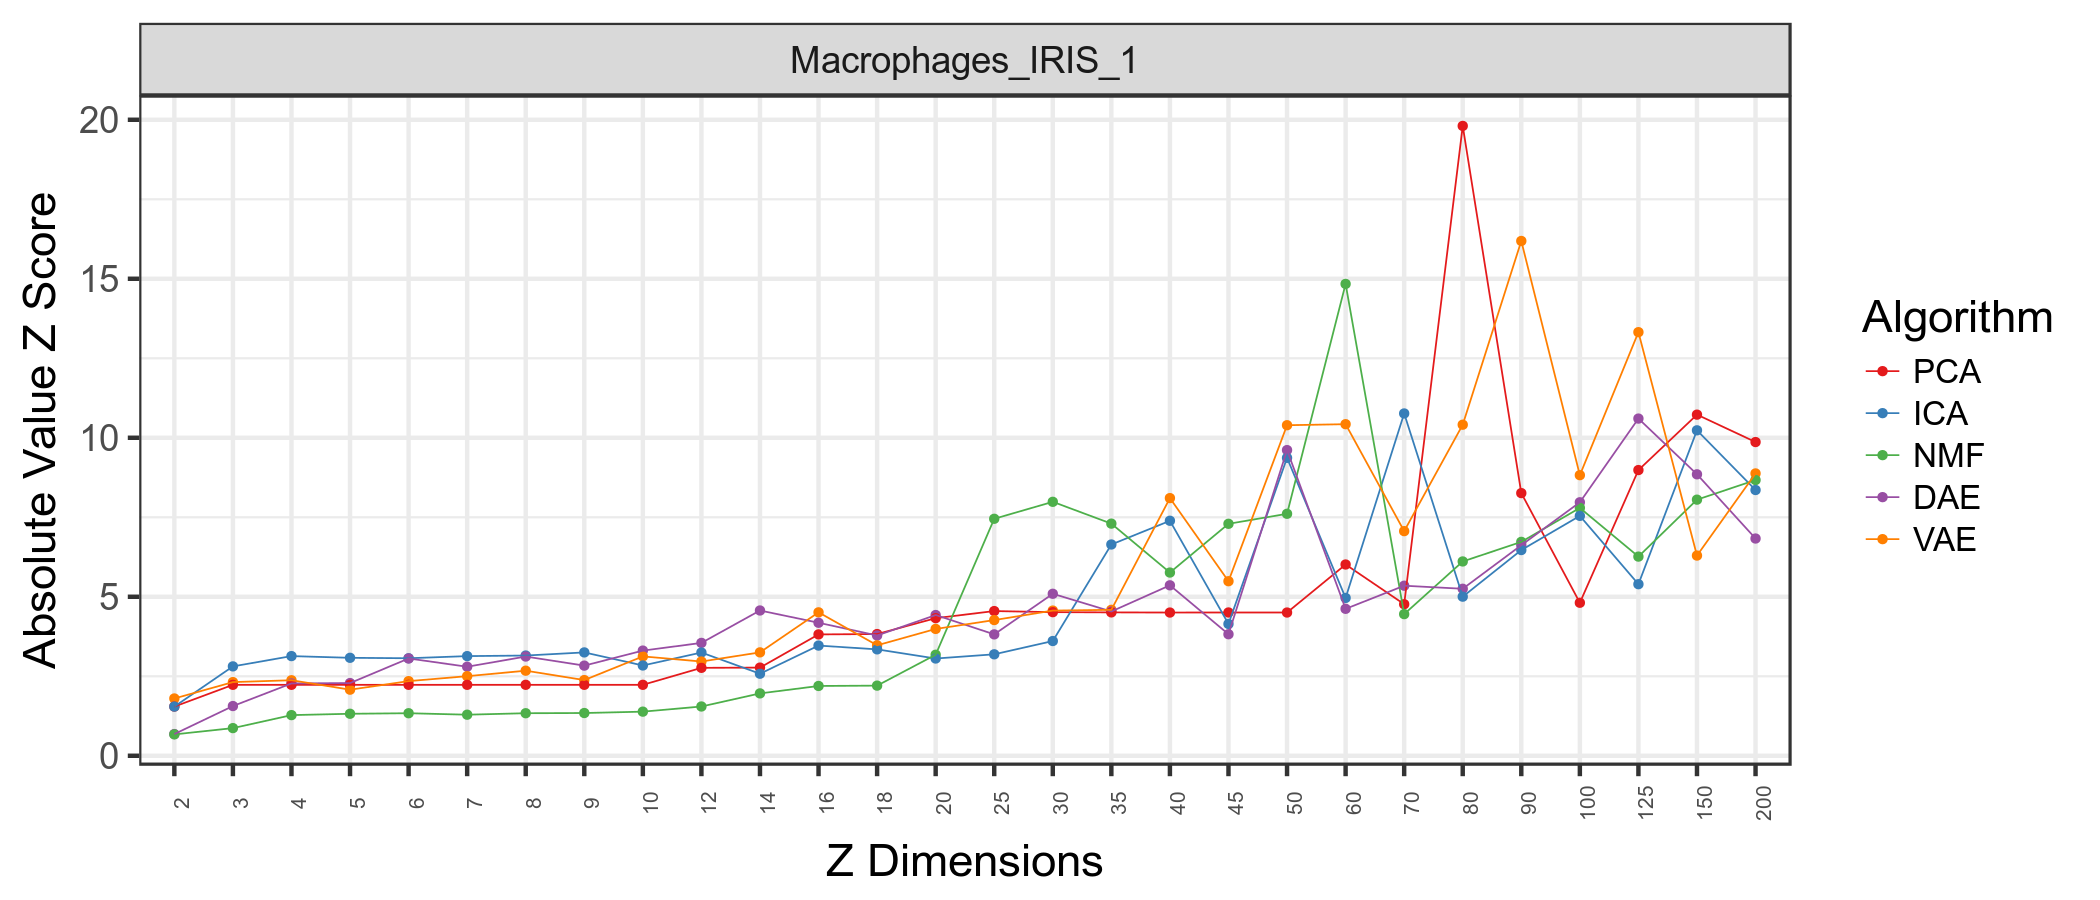 Macrophages_IRIS_1
20
15
10
5
0
Absolute Value Z Score
2 3 4 5 6 7 8 9 10 12 14 16 18 20 25 30 35 40 45 50 60 70 80 90 100 125 150 200
Z Dimensions
Algorithm
PCA
ICA
NMF
DAE
VAE